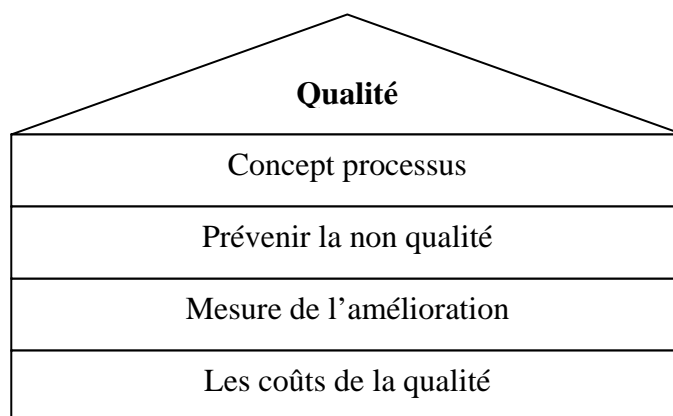 Qualité
Concept processus
Prévenir la non qualité
Mesure de l’amélioration
Les coûts de la qualité